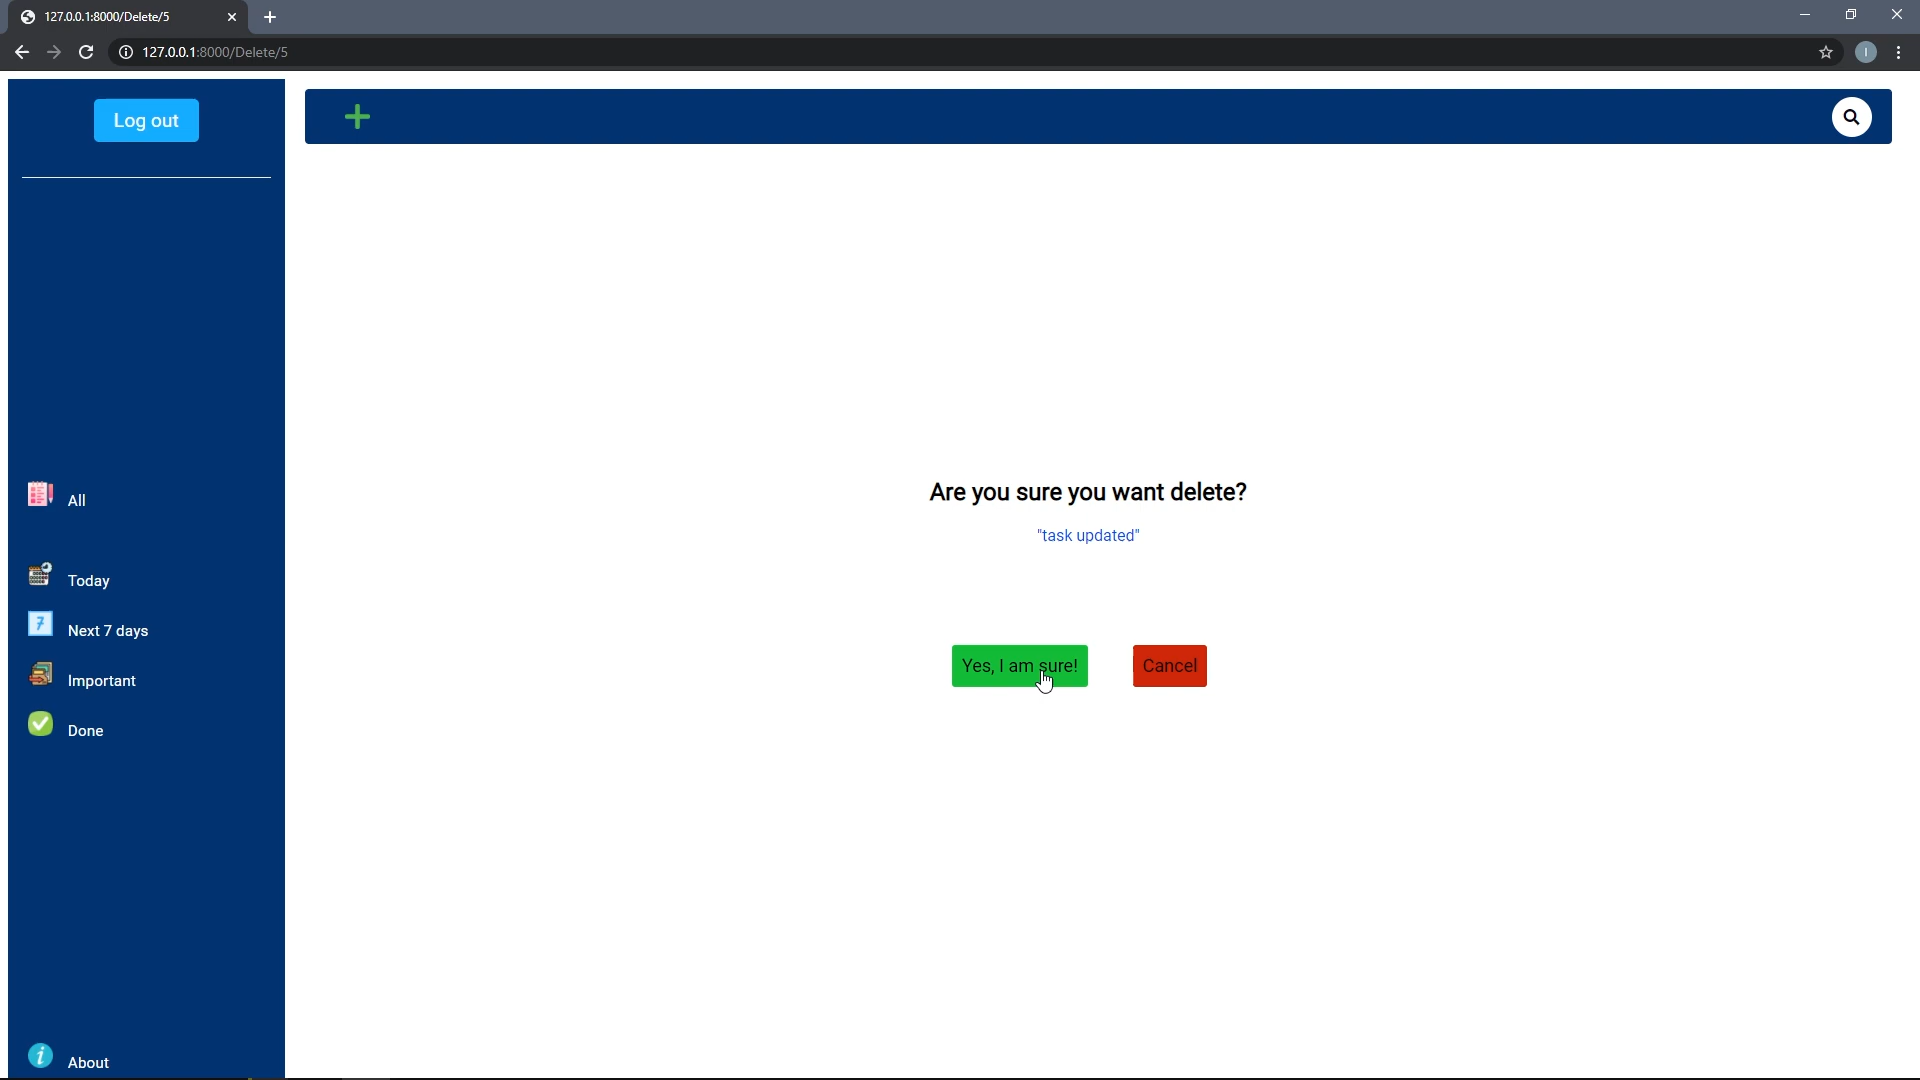 127.0.0.1:8000/Delete/5
127.0.0.1:8000/Delete/5
I
Log out
All
Today
7
Next 7 days
Important
Done
i
About
Are you sure you want delete?
"task updated"
Yes, I am sure!
Cancel